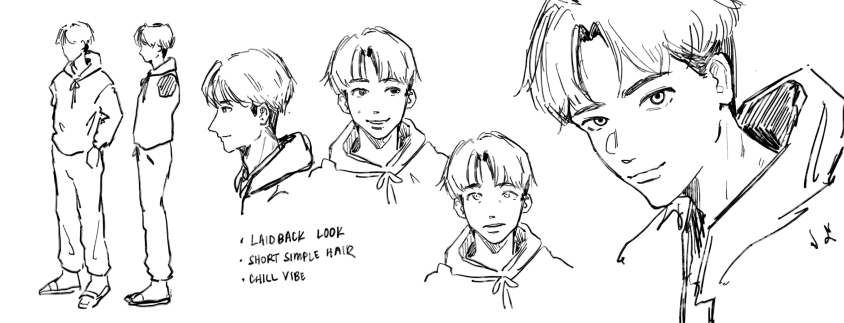 • LAIDBACK LOOK
• SHORT SIMPLE HAIR
• CHILL VIBE